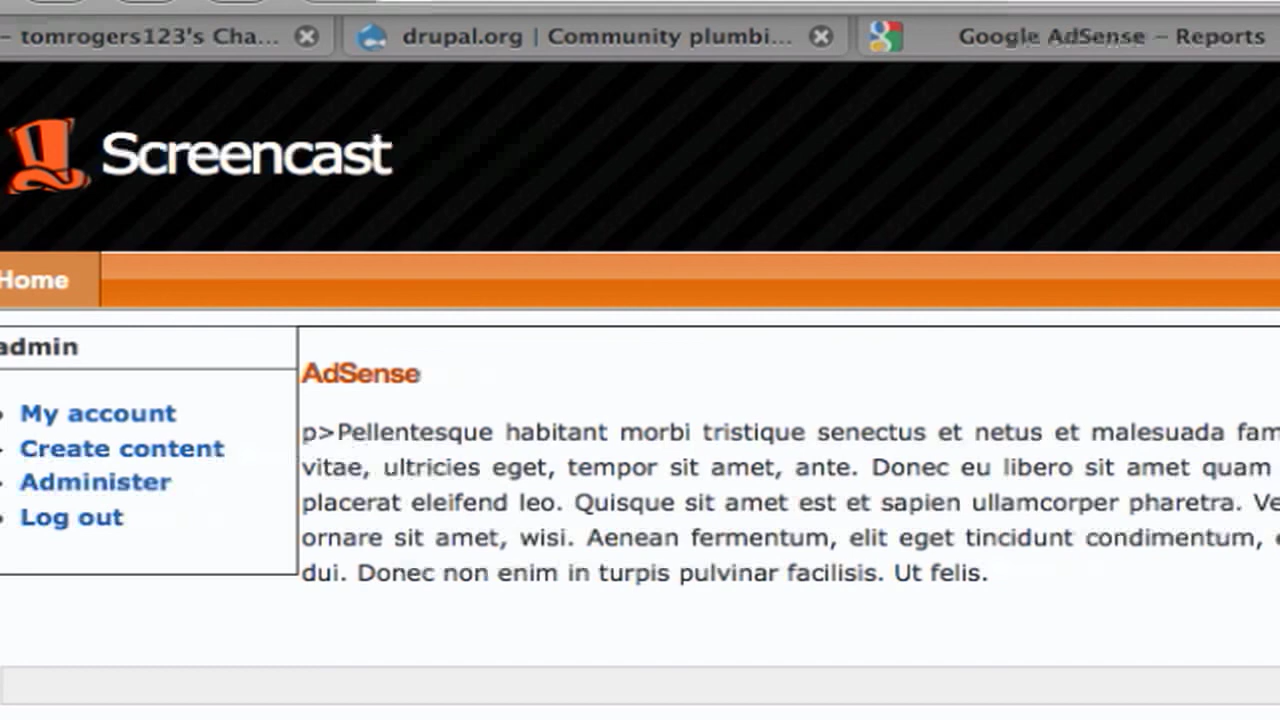 – tomrogers123's Cha...
drupal.org | Community plumbi...
Google AdSense – Reports
Screencast
Home
admin
My account
Create content
Administer
Log out
AdSense
p>Pellentesque habitant morbi tristique senectus et netus et malesuada fam
vitae, ultricies eget, tempor sit amet, ante. Donec eu libero sit amet quam
placerat eleifend leo. Quisque sit amet est et sapien ullamcorper pharetra. Ve
ornare sit amet, wisi. Aenean fermentum, elit eget tincidunt condimentum, e
dui. Donec non enim in turpis pulvinar facilisis. Ut felis.